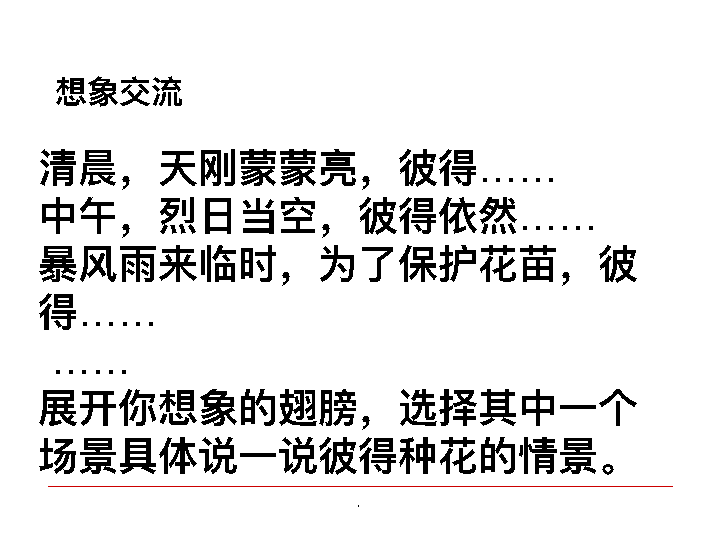 想象交流
清晨，天刚蒙蒙亮，彼得……
中午，烈日当空，彼得依然……
暴风雨来临时，为了保护花苗，彼
得……
……
展开你想象的翅膀，选择其中一个
场景具体说一说彼得种花的情景。
.